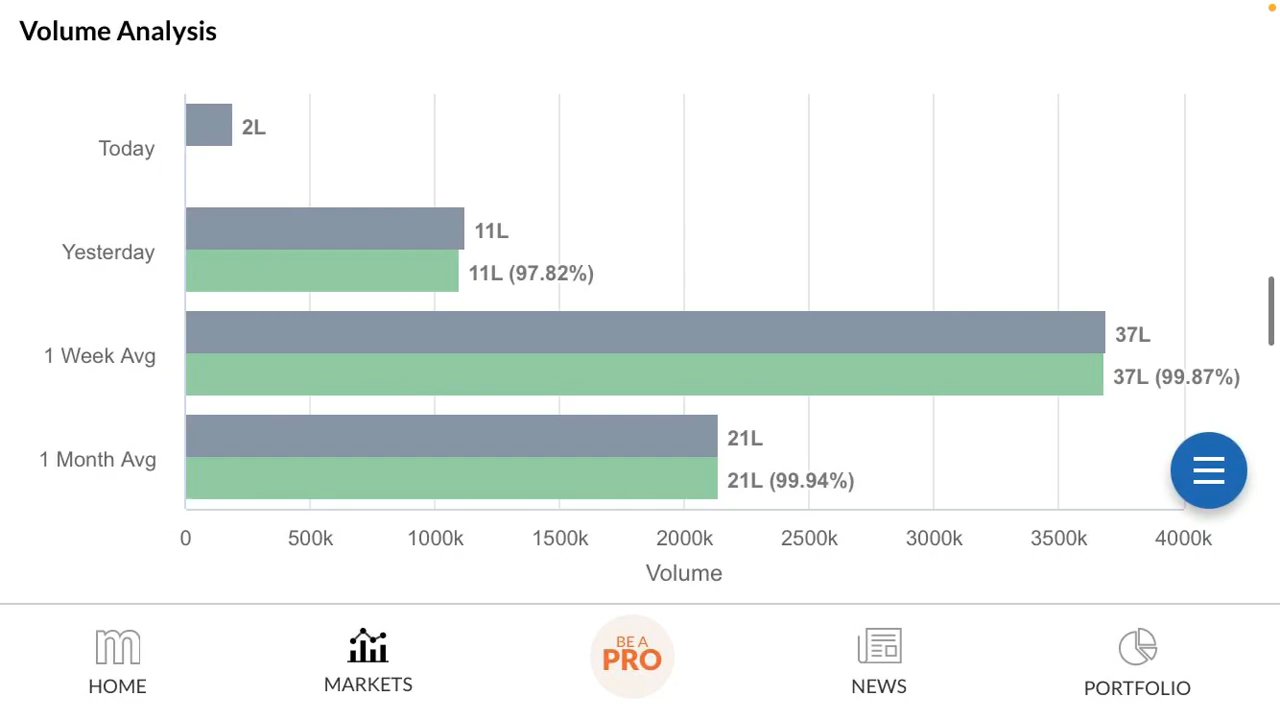 Volume Analysis
Today
2L
Yesterday
11L
11L (97.82%)
1 Week Avg
37L
37L (99.87%)
1 Month Avg
21L
21L (99.94%)
0 500k 1000k 1500k 2000k 2500k 3000k 3500k 4000k
Volume
BE A
PRO
HOME MARKETS NEWS PORTFOLIO